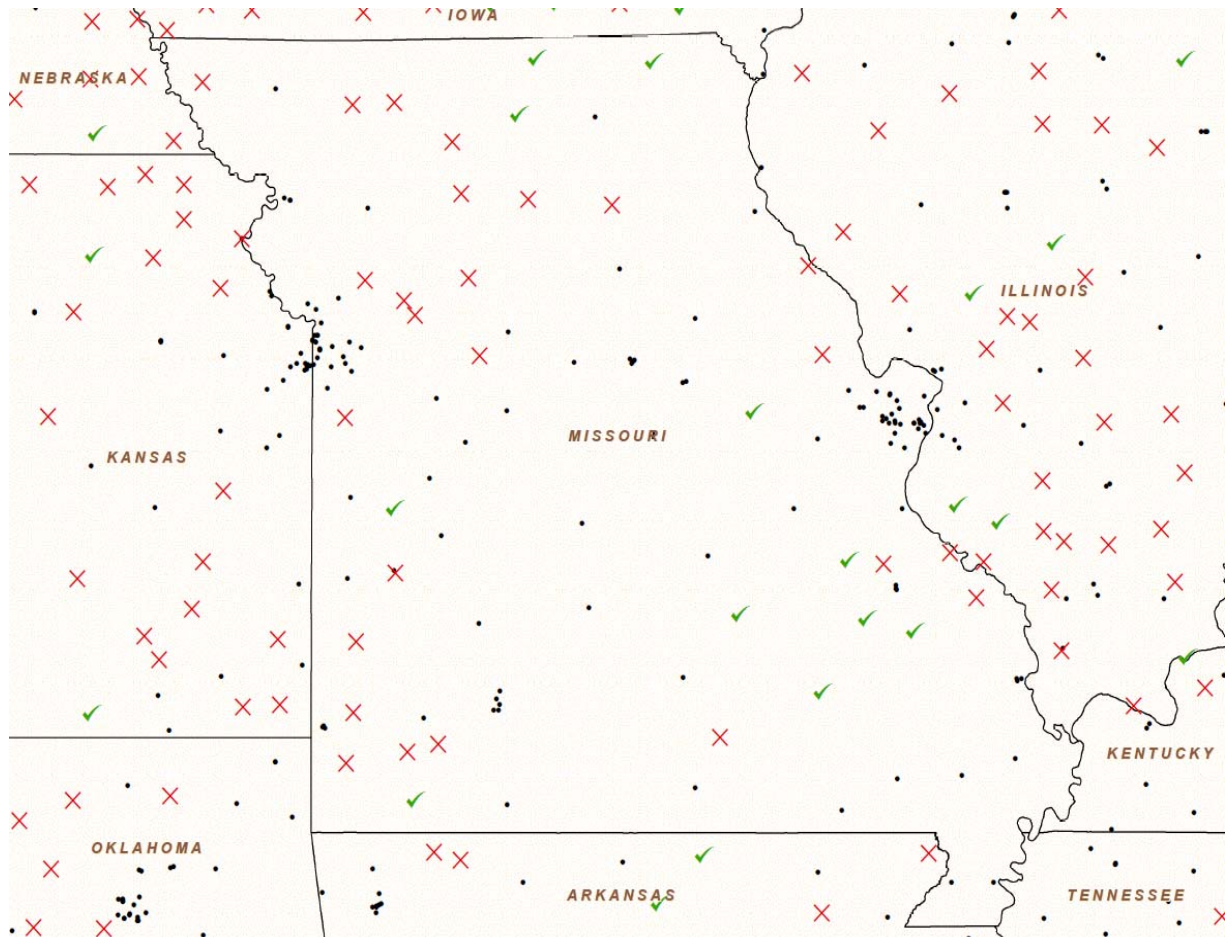 IOWA
NEBRASKA
ILLINOIS
MISSOURI
KANSAS
KENTUCKY
OKLAHOMA
ARKANSAS
TENNESSEE